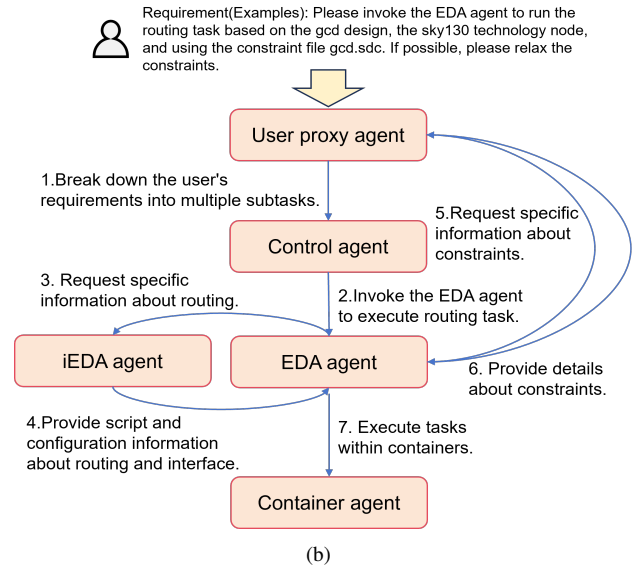 Requirement(Examples): Please invoke the EDA agent to run the
routing task based on the gcd design, the sky130 technology node,
and using the constraint file gcd.sdc. If possible, please relax the
constraints.
User proxy agent
1.Break down the user's
requirements into multiple subtasks.
5.Request specific
information about
constraints.
Control agent
3. Request specific
information about routing.
2.Invoke the EDA agent
to execute routing task.
iEDA agent
EDA agent
6. Provide details
about constraints.
4.Provide script and
configuration information
about routing and interface.
7. Execute tasks
within containers.
Container agent
(b)